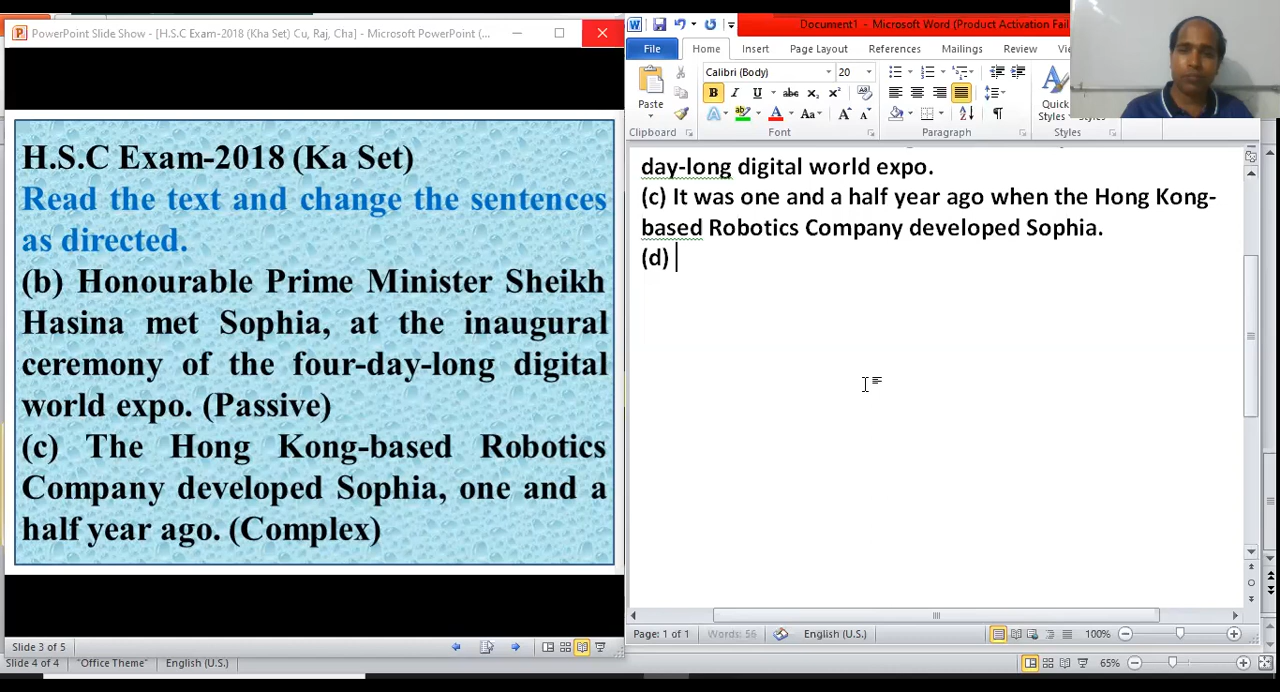 PowerPoint Slide Show - [H.S.C Exam-2018 (Kha Set) Cu, Raj, Cha] - Microsoft PowerPoint (...
H.S.C Exam-2018 (Ka Set)
Read the text and change the sentences
as directed.
(b) Honourable Prime Minister Sheikh
Hasina met Sophia, at the inaugural
ceremony of the four-day-long digital
world expo. (Passive)
(c) The Hong Kong-based Robotics
Company developed Sophia, one and a
half year ago. (Complex)
Slide 3 of 5
Slide 4 of 4 "Office Theme" English (U.S.)
Document1 - Microsoft Word (Product Activation Fail
File Home Insert Page Layout References Mailings Review
Calibri (Body) 20
Paste
Quick
Styles
Styles
Clipboard Font Paragraph Styles
day-long digital world expo.
(c) It was one and a half year ago when the Hong Kong-
based Robotics Company developed Sophia.
(d)
Page: 1 of 1 Words: 56 English (U.S.) 100%
65%